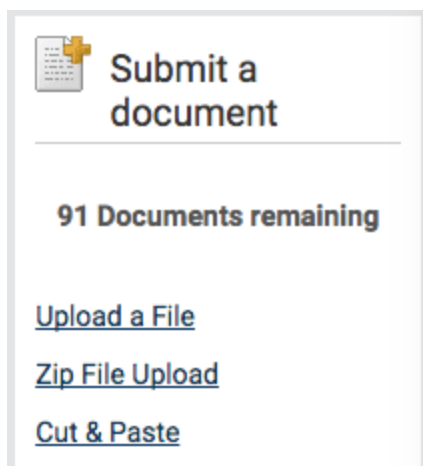 Submit a
document
91 Documents remaining
Upload a File
Zip File Upload
Cut & Paste